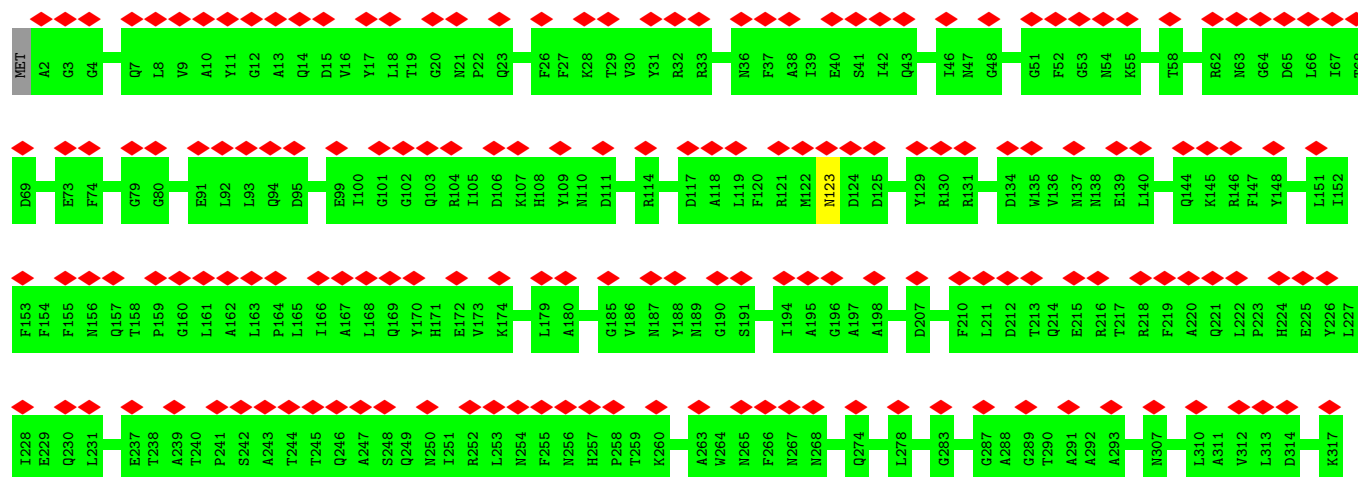 MET A2 G3 G4 Q7 L8 V9 A10 Y11 G12 A13 Q14 D15 V16 Y17 L18 T19 G20 N21 P22 Q23 F26 F27 K28 T29 V30 Y31 R32 R33 N36 F37 A38 I39 E40 S41 I42 Q43 I46 N47 G48 G51 F52 G53 N54 K55 T58 R62 N63 G64 D65 L66 I67 T68
D69 E73 F74 G79 G80 E91 L92 L93 Q94 D95 E99 I100 G101 G102 Q103 R104 I105 D106 K107 H108 Y109 N110 D111 R114 D117 A118 L119 F120 R121 M122 N123 D124 D125 Y129 R130 R131 D134 W135 V136 N137 N138 E139 L140 Q144 K145 R146 F147 Y148 L151 I152
F153 F154 F155 N156 Q157 T158 P159 G160 L161 A162 L163 P164 L165 I166 A167 L168 Q169 Y170 H171 E172 V173 K174 L179 A180 G185 V186 N187 Y188 N189 G190 S191 I194 A195 G196 A197 A198 D207 F210 L211 D212 T213 Q214 E215 R216 T217 R218 F219 A220 Q221 L222 P223 H224 E225 Y226 L227
I228 E229 Q230 L231 E237 T238 A239 T240 P241 S242 A243 T244 T245 Q246 A247 S248 Q249 N250 I251 R252 L253 N254 F255 N256 H257 P258 T259 K260 A263 W264 N265 F266 N267 N268 Q274 L278 G283 G287 A288 G289 T290 A291 A292 A293 N307 L310 A311 V312 L313 D314 K317